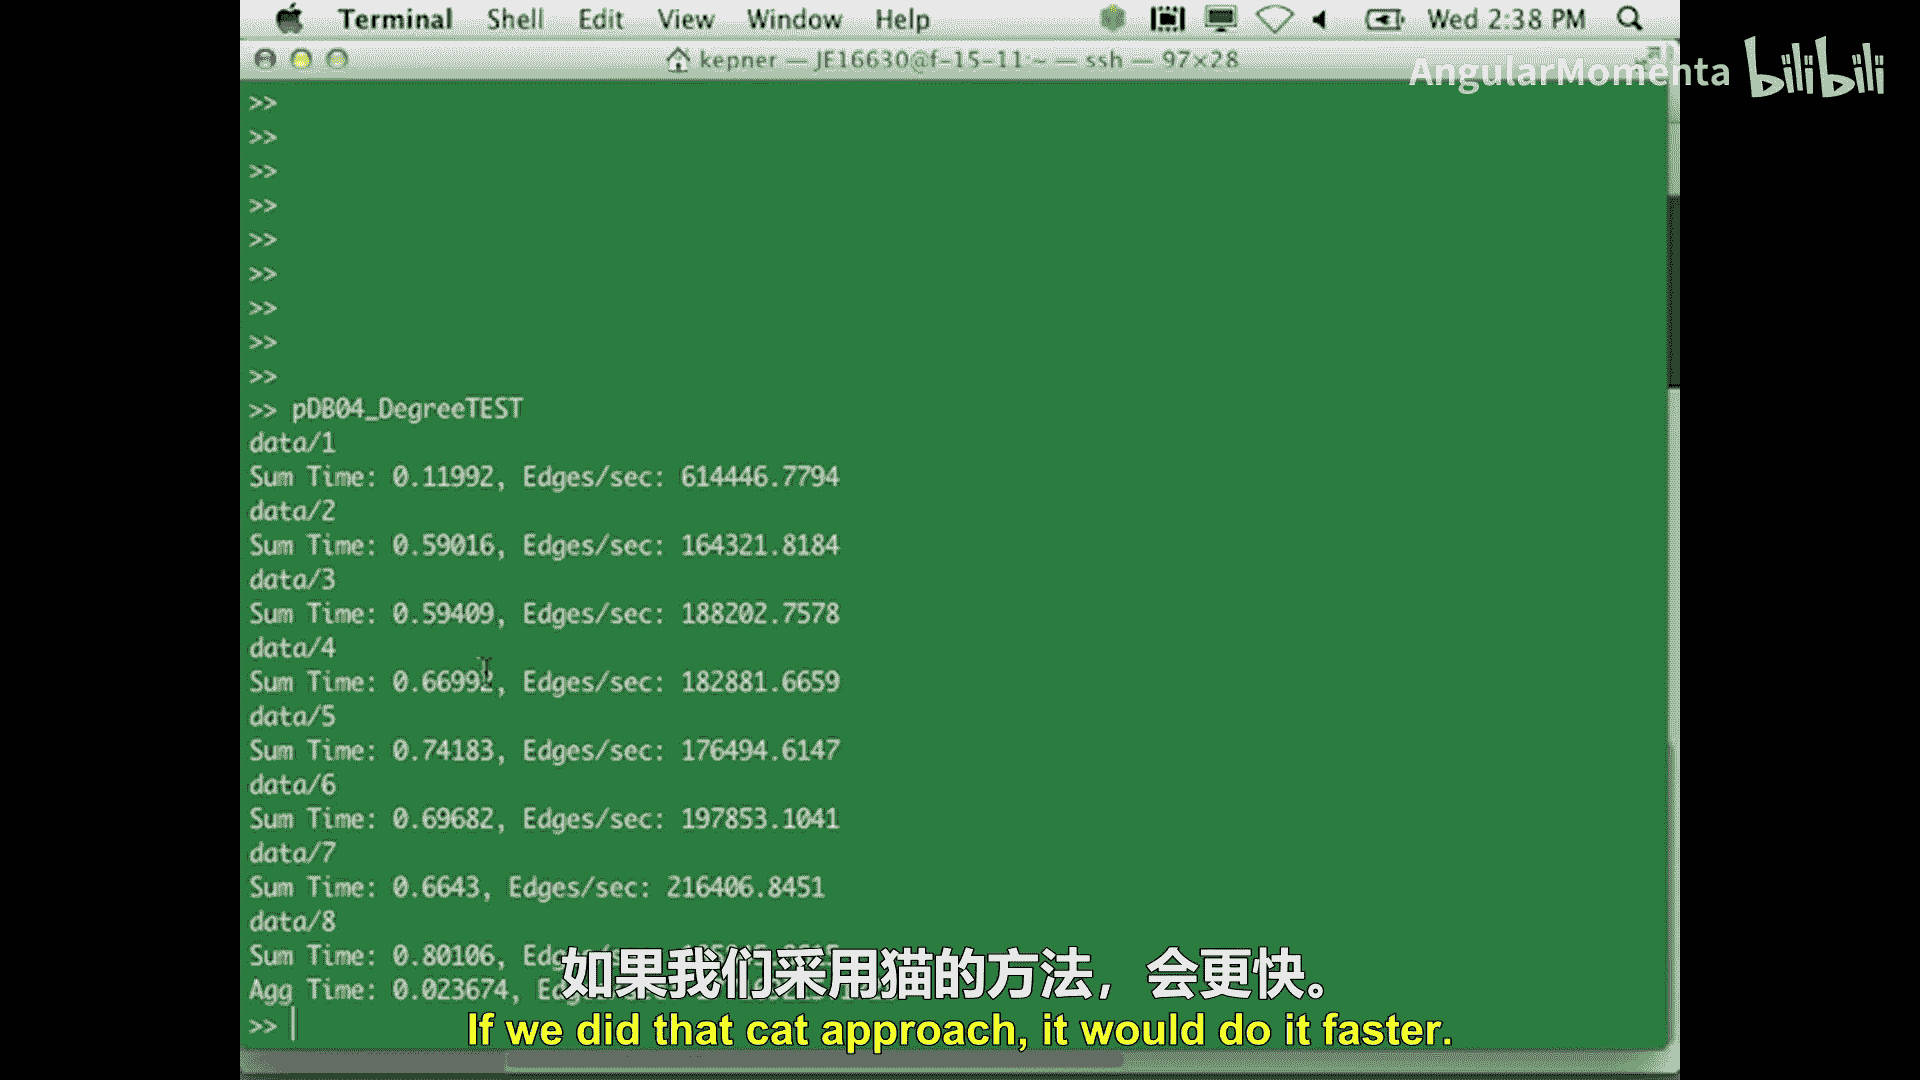 Terminal Shell Edit View Window Help Wed 2:38 PM
kepner — JE16630@f-15-11:~ — ssh — 97×28
AngularMomenta bilibili
>>
>>
>>
>>
>>
>>
>>
>>
>>
>> pDB04_DegreeTEST
data/1
Sum Time: 0.11992, Edges/sec: 614446.7794
data/2
Sum Time: 0.59016, Edges/sec: 164321.8184
data/3
Sum Time: 0.59409, Edges/sec: 188202.7578
data/4
Sum Time: 0.66992, Edges/sec: 182881.6659
data/5
Sum Time: 0.74183, Edges/sec: 176494.6147
data/6
Sum Time: 0.69682, Edges/sec: 197853.1041
data/7
Sum Time: 0.6643, Edges/sec: 216406.8451
data/8
Sum Time: 0.80106,
Agg Time: 0.023674,
>>
如果我们采用猫的方法，会更快。
If we did that cat approach, it would do it faster.